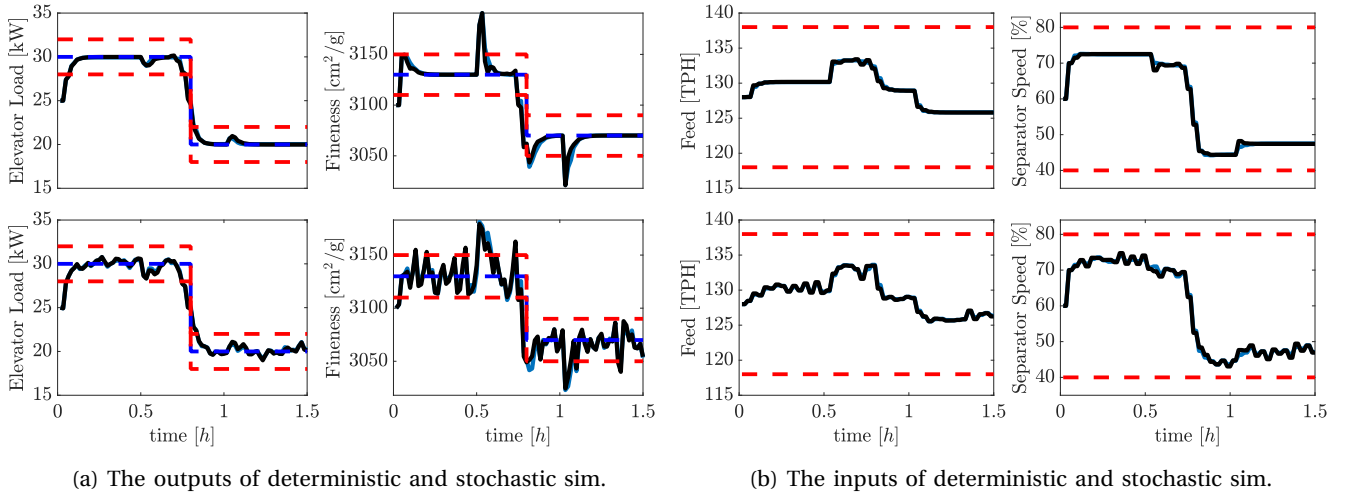 35
30
25
20
15
Elevator Load [kW]
3150
3100
3050
Fineness [cm²/g]
140
138
135
130
125
120
118
115
Feed [TPH]
80
70
60
50
40
Separator Speed [%]
35
30
25
20
15
Elevator Load [kW]
0 0.5 1 1.5
time [h]
3150
3100
3050
Fineness [cm²/g]
0 0.5 1 1.5
time [h]
140
135
130
125
120
115
Feed [TPH]
0 0.5 1 1.5
time [h]
80
70
60
50
40
Separator Speed [%]
0 0.5 1 1.5
time [h]
(a) The outputs of deterministic and stochastic sim.
(b) The inputs of deterministic and stochastic sim.